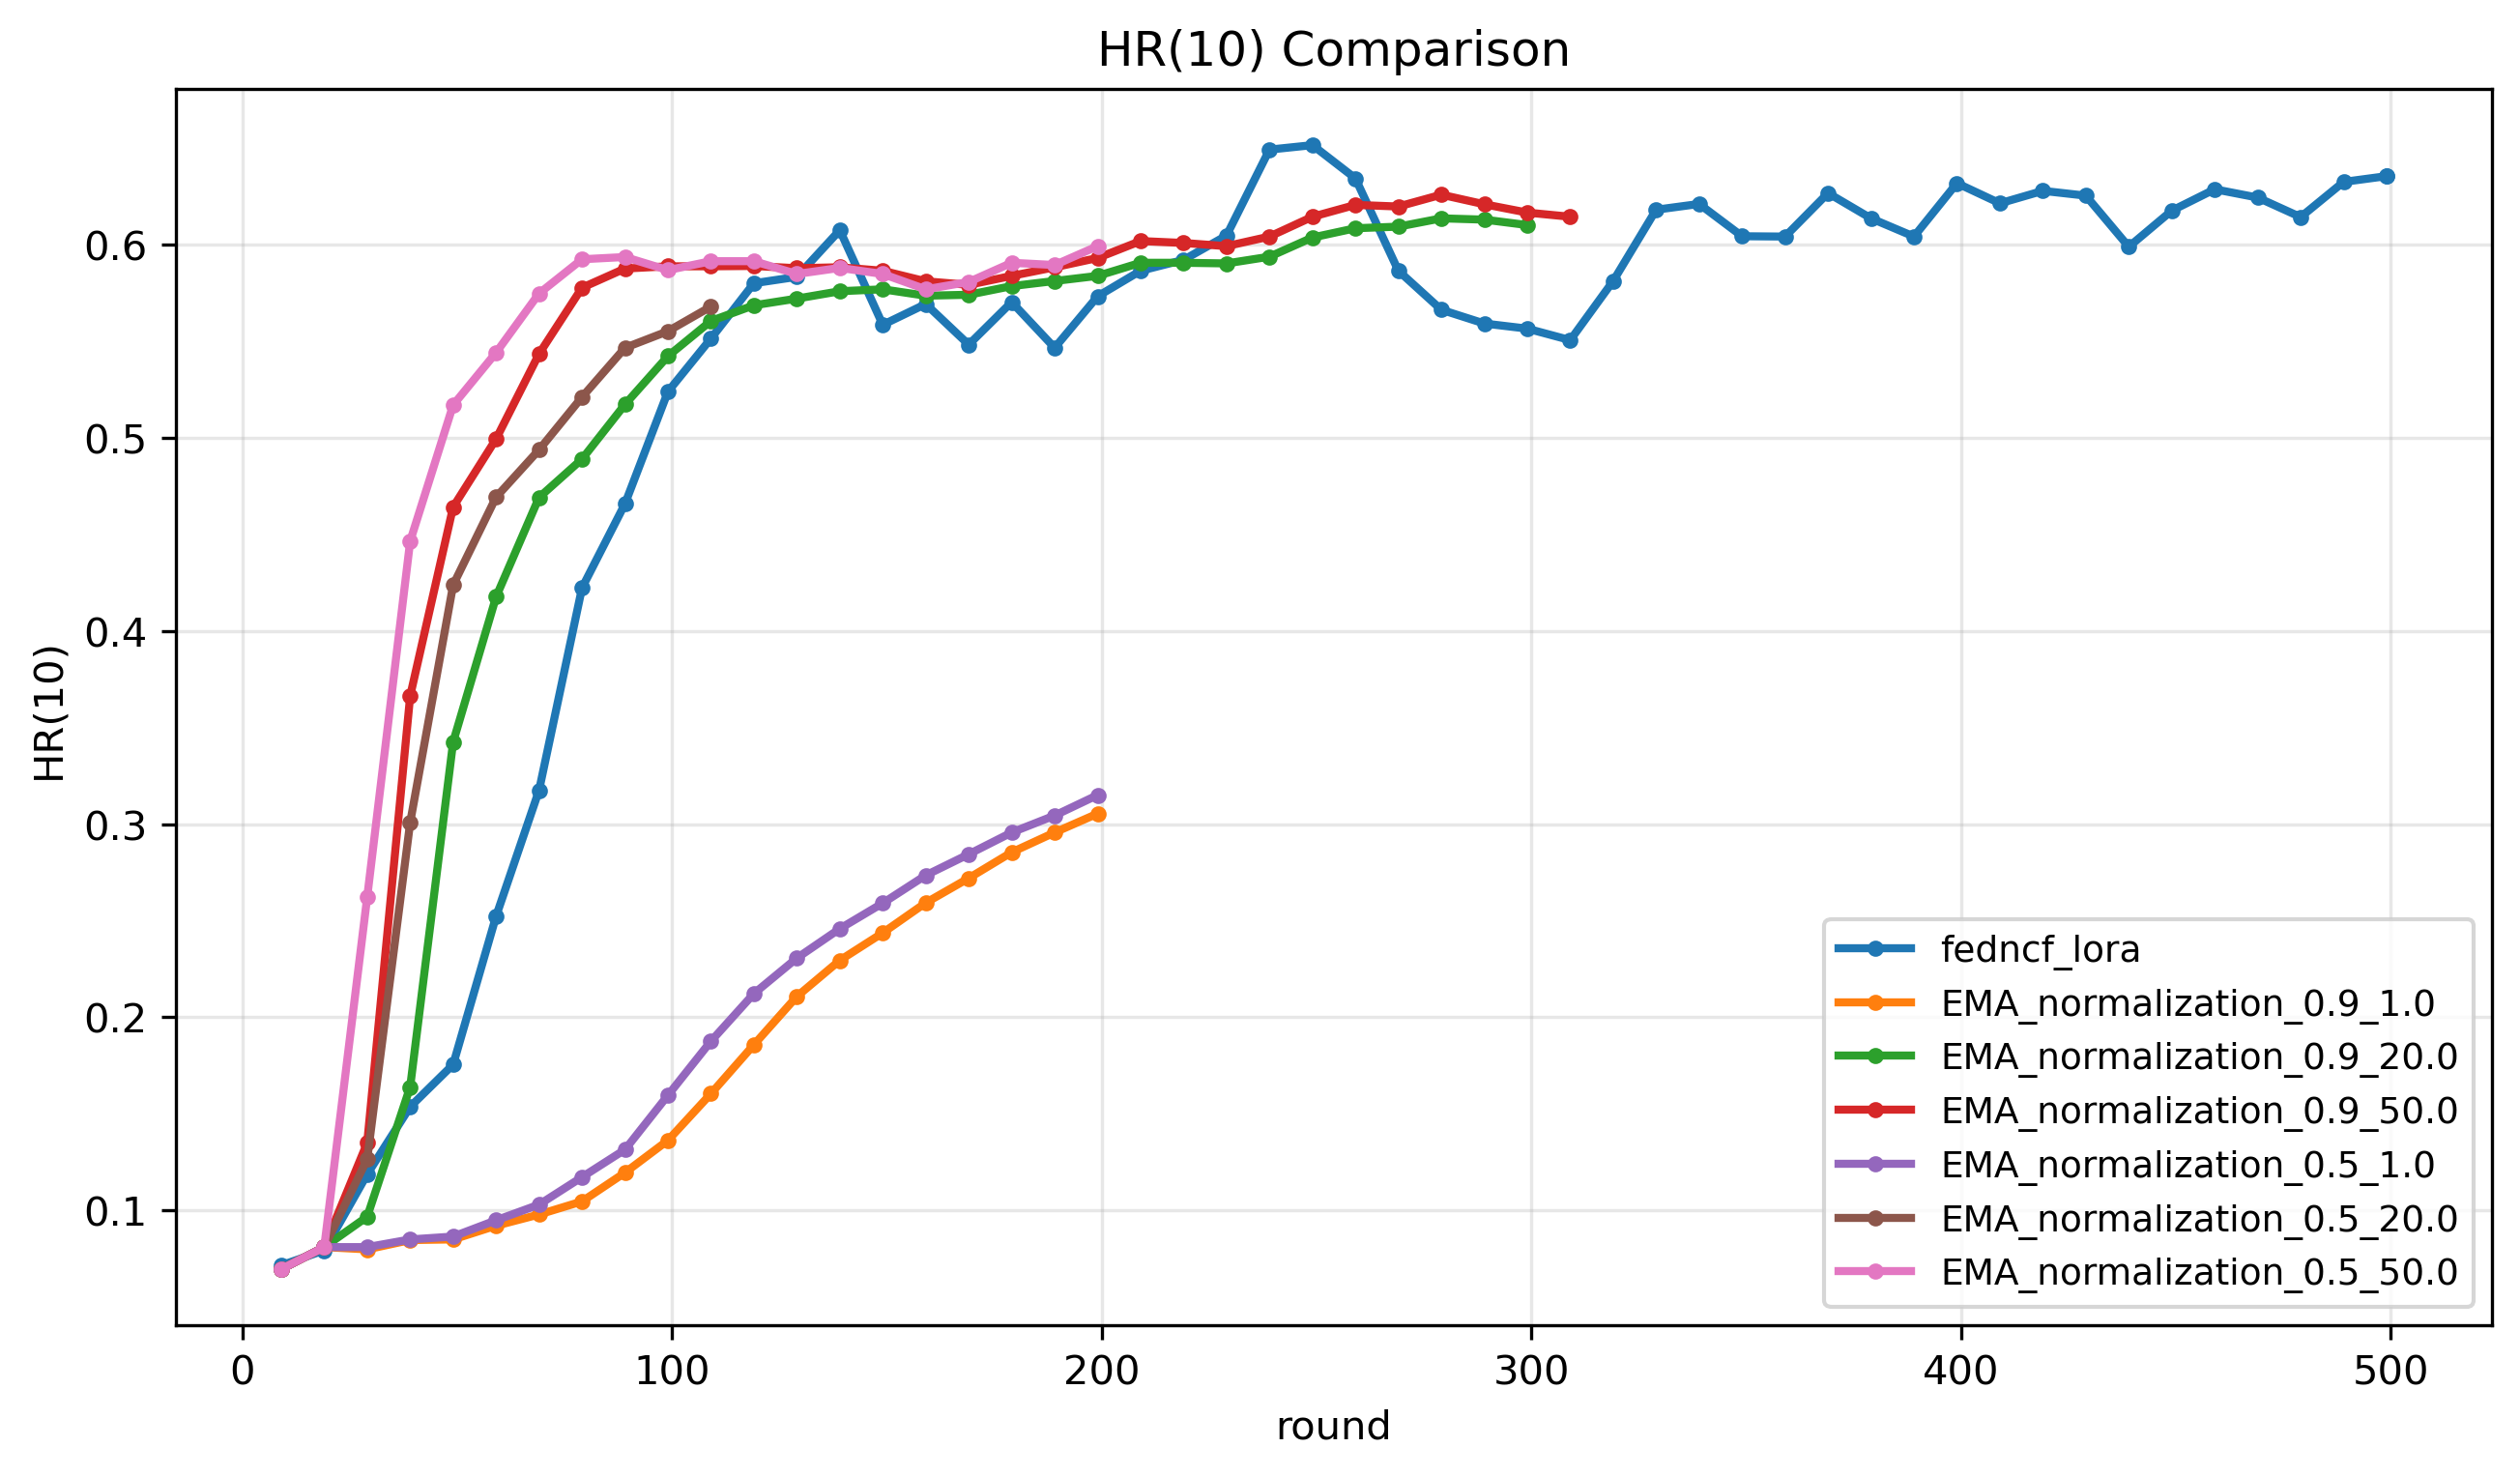 HR(10) Comparison
HR(10)
0.6
0.5
0.4
0.3
0.2
0.1
0
100
200
300
400
500
round
fedncf_lora
EMA_normalization_0.9_1.0
EMA_normalization_0.9_20.0
EMA_normalization_0.9_50.0
EMA_normalization_0.5_1.0
EMA_normalization_0.5_20.0
EMA_normalization_0.5_50.0